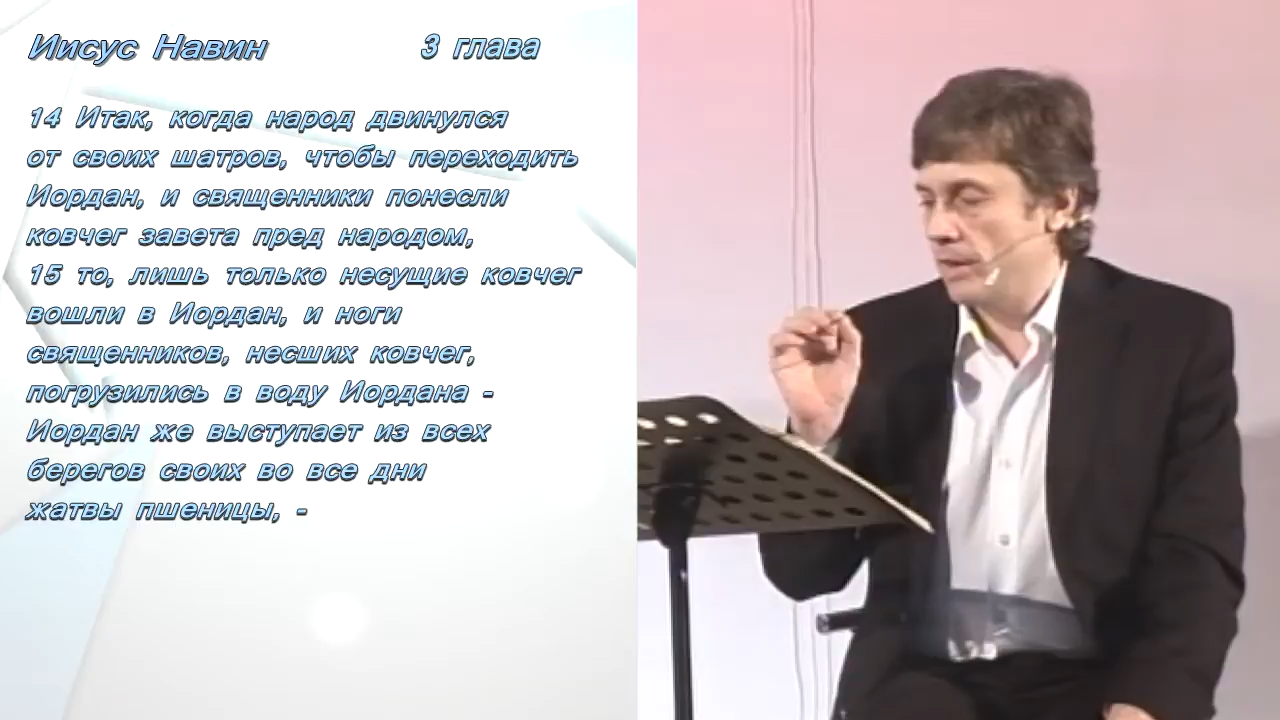 Иисус Навин 3 глава
14 Итак, когда народ двинулся
от своих шатров, чтобы переходить
Иордан, и священники понесли
ковчег завета пред народом,
15 то, лишь только несущие ковчег
вошли в Иордан, и ноги
священников, несших ковчег,
погрузились в воду Иордана -
Иордан же выступает из всех
берегов своих во все дни
жатвы пшеницы, -